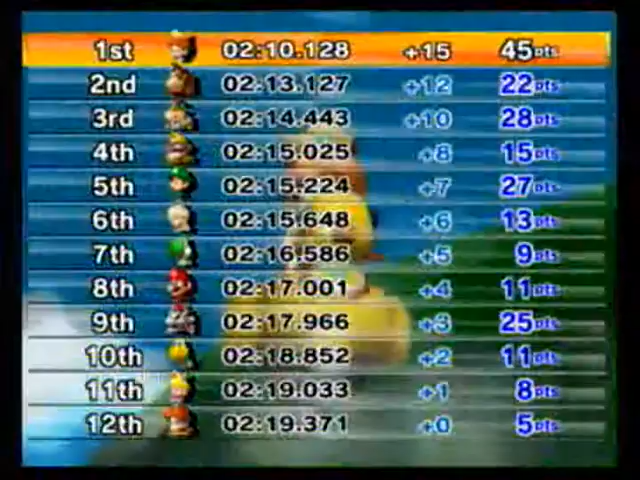 1st 02:10.128 +15 45pts
2nd 02:13.127 +12 22pts
3rd 02:14.443 +10 28pts
4th 02:15.025 +8 15pts
5th 02:15.224 +7 27pts
6th 02:15.648 +6 13pts
7th 02:16.586 +5 9pts
8th 02:17.001 +4 11pts
9th 02:17.966 +3 25pts
10th 02:18.852 +2 11pts
11th 02:19.033 +1 8pts
12th 02:19.371 +0 5pts